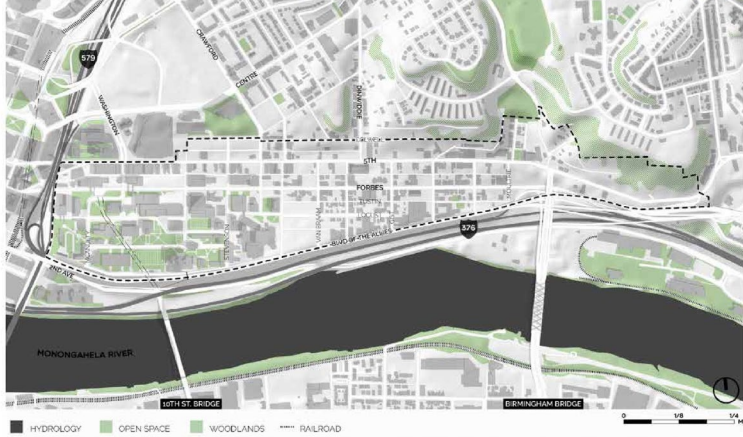 579
CRAWFORD
CENTRE
WASHINGTON
DINWIDDIE
5TH
FORBES
376
BLVD OF THE ALLIES
2ND AVE
MONONGAHELA RIVER
10TH ST. BRIDGE
BIRMINGHAM BRIDGE
HYDROLOGY
OPEN SPACE
WOODLANDS
RAILROAD
0
1/8
1/4